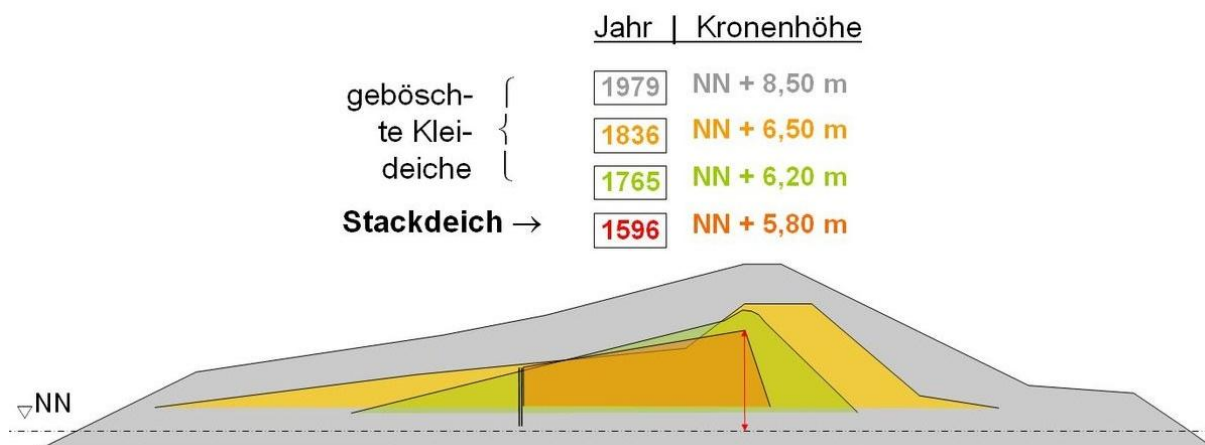 Jahr | Kronenhöhe
gebösch-
te Klei-
deiche
1979 NN + 8,50 m
1836 NN + 6,50 m
1765 NN + 6,20 m
Stackdeich → 1596 NN + 5,80 m
▽NN